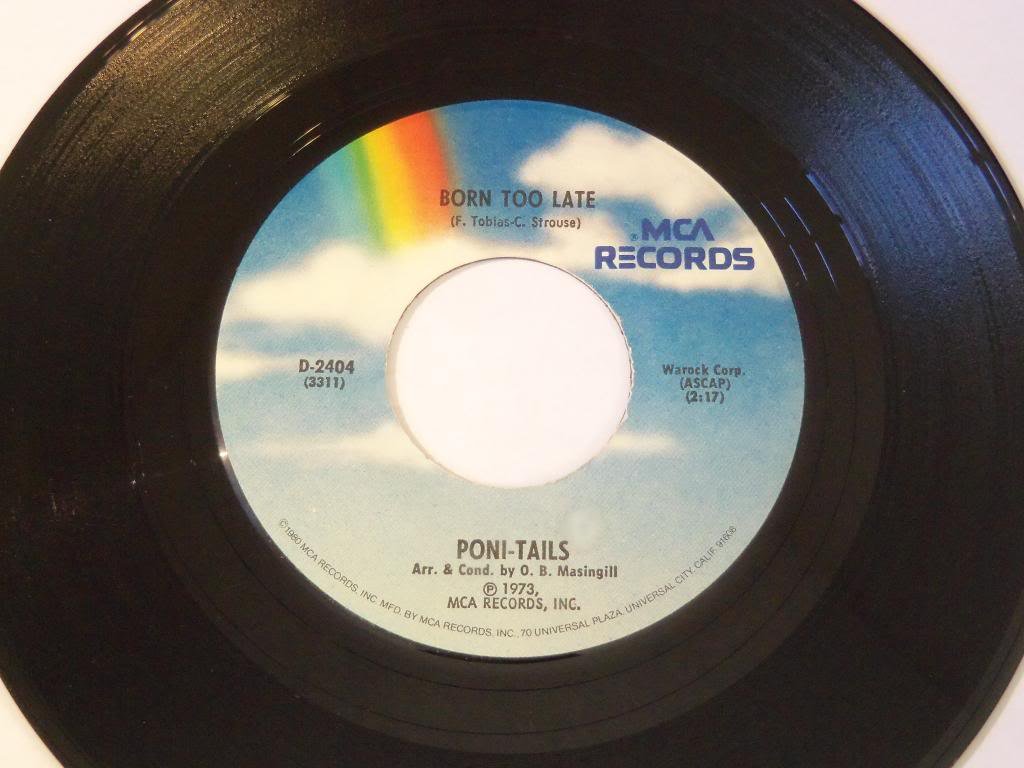 BORN TOO LATE
(F. Tobias-C. Strouse)
®MCA
RECORDS
D-2404
(3311)
Warock Corp.
(ASCAP)
(2:17)
PONI-TAILS
Arr. & Cond. by O. B. Masingill
℗ 1973,
MCA RECORDS, INC.
©1980 MCA RECORDS, INC. MFD. BY MCA RECORDS, INC., 70 UNIVERSAL PLAZA, UNIVERSAL CITY, CALIF. 91608